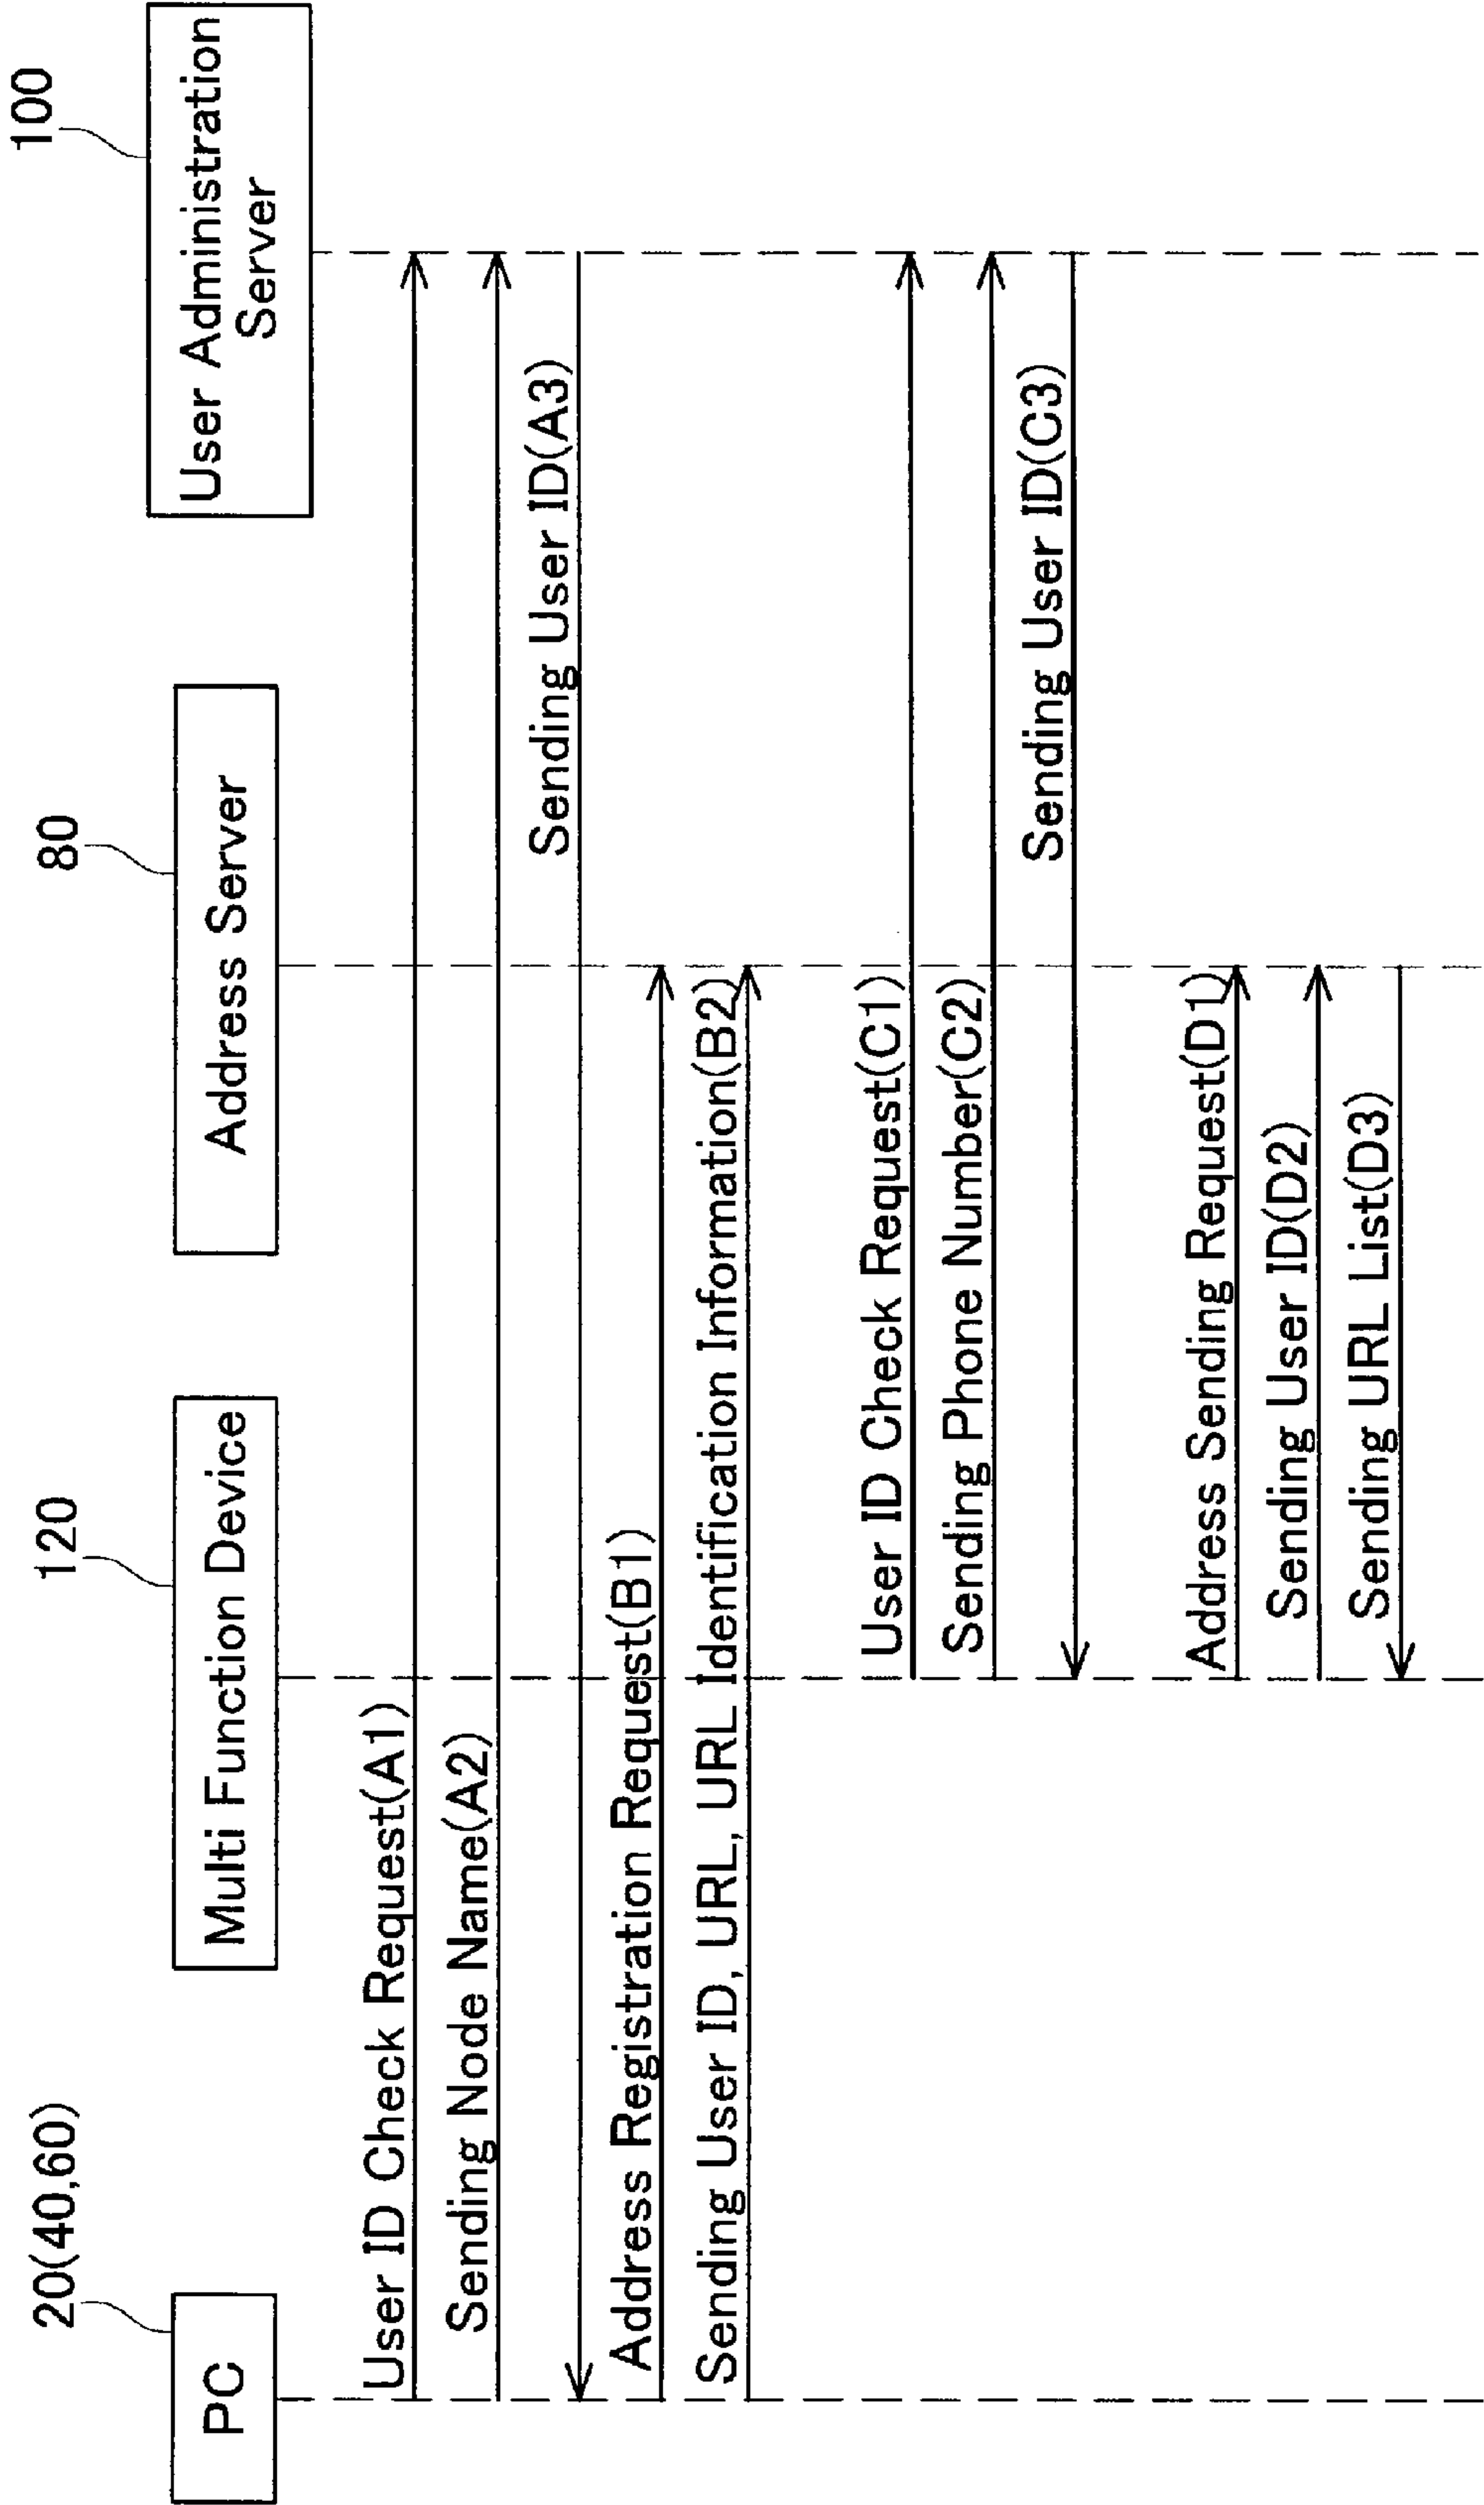 20(40,60)
120
80
100
PC
Multi Function Device
Address Server
User Administration
Server
User ID Check Request(A1)
Sending Node Name(A2)
Sending User ID(A3)
Address Registration Request(B1)
Sending User ID, URL, URL Identification Information(B2)
User ID Check Request(C1)
Sending Phone Number(C2)
Sending User ID(C3)
Address Sending Request(D1)
Sending User ID(D2)
Sending URL List(D3)